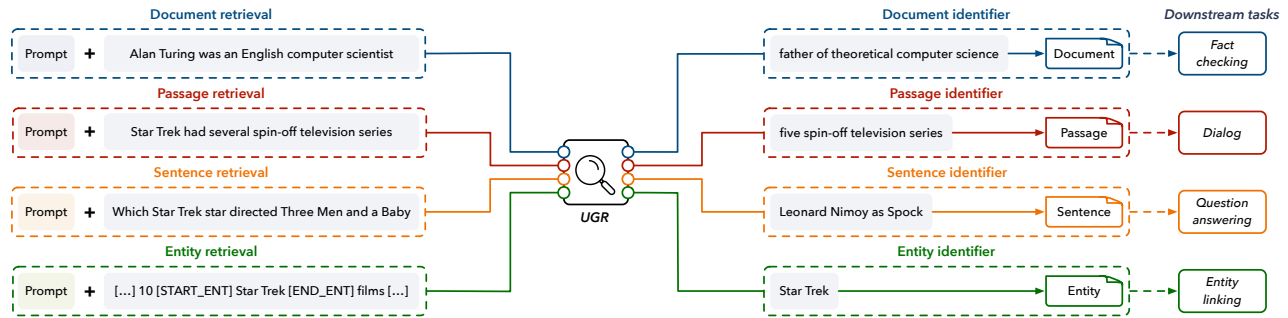 Document retrieval
Prompt + Alan Turing was an English computer scientist
Passage retrieval
Prompt + Star Trek had several spin-off television series
Sentence retrieval
Prompt + Which Star Trek star directed Three Men and a Baby
Entity retrieval
Prompt + [...] 10 [START_ENT] Star Trek [END_ENT] films [...]
UGR
Document identifier
father of theoretical computer science Document
Passage identifier
five spin-off television series Passage
Sentence identifier
Leonard Nimoy as Spock Sentence
Entity identifier
Star Trek Entity
Downstream tasks
Fact
checking
Dialog
Question
answering
Entity
linking